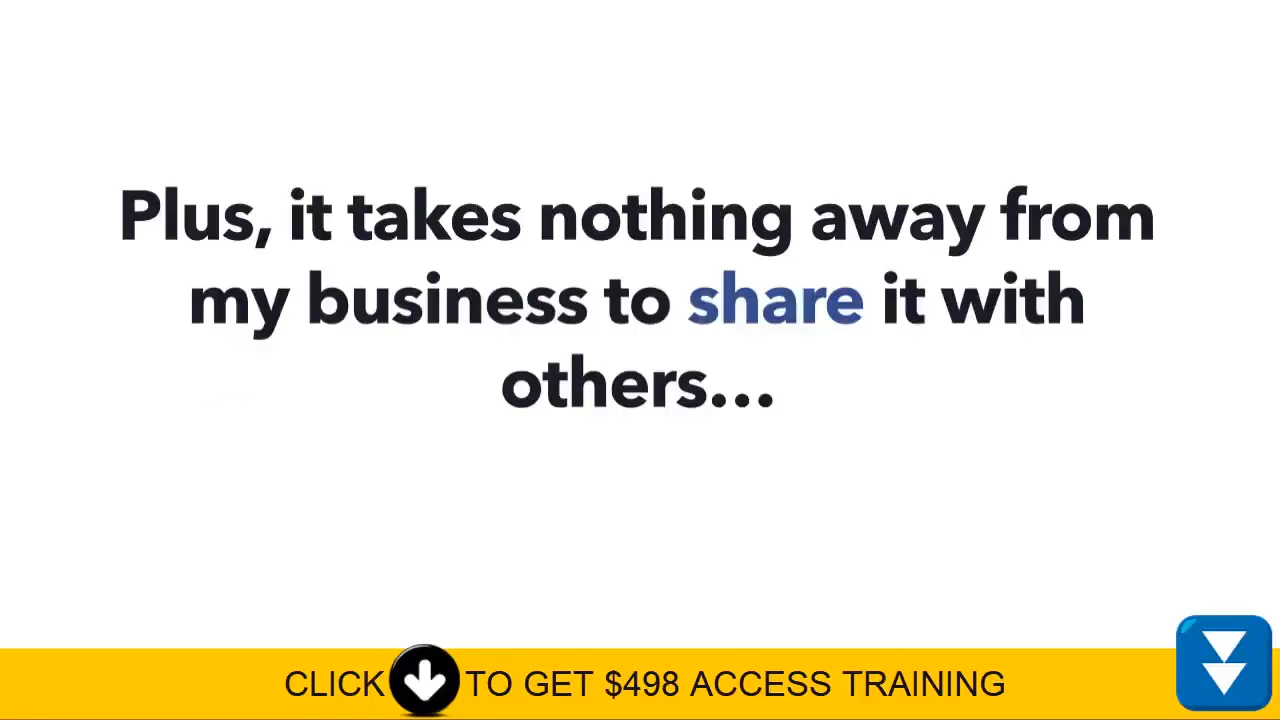 Plus, it takes nothing away from
my business to share it with
others...
CLICK TO GET $498 ACCESS TRAINING